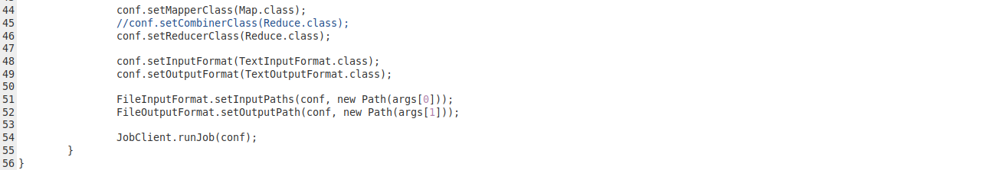 44 conf.setMapperClass(Map.class);
45 //conf.setCombinerClass(Reduce.class);
46 conf.setReducerClass(Reduce.class);
47
48 conf.setInputFormat(TextInputFormat.class);
49 conf.setOutputFormat(TextOutputFormat.class);
50
51 FileInputFormat.setInputPaths(conf, new Path(args[0]));
52 FileOutputFormat.setOutputPath(conf, new Path(args[1]));
53
54 JobClient.runJob(conf);
55 }
56 }